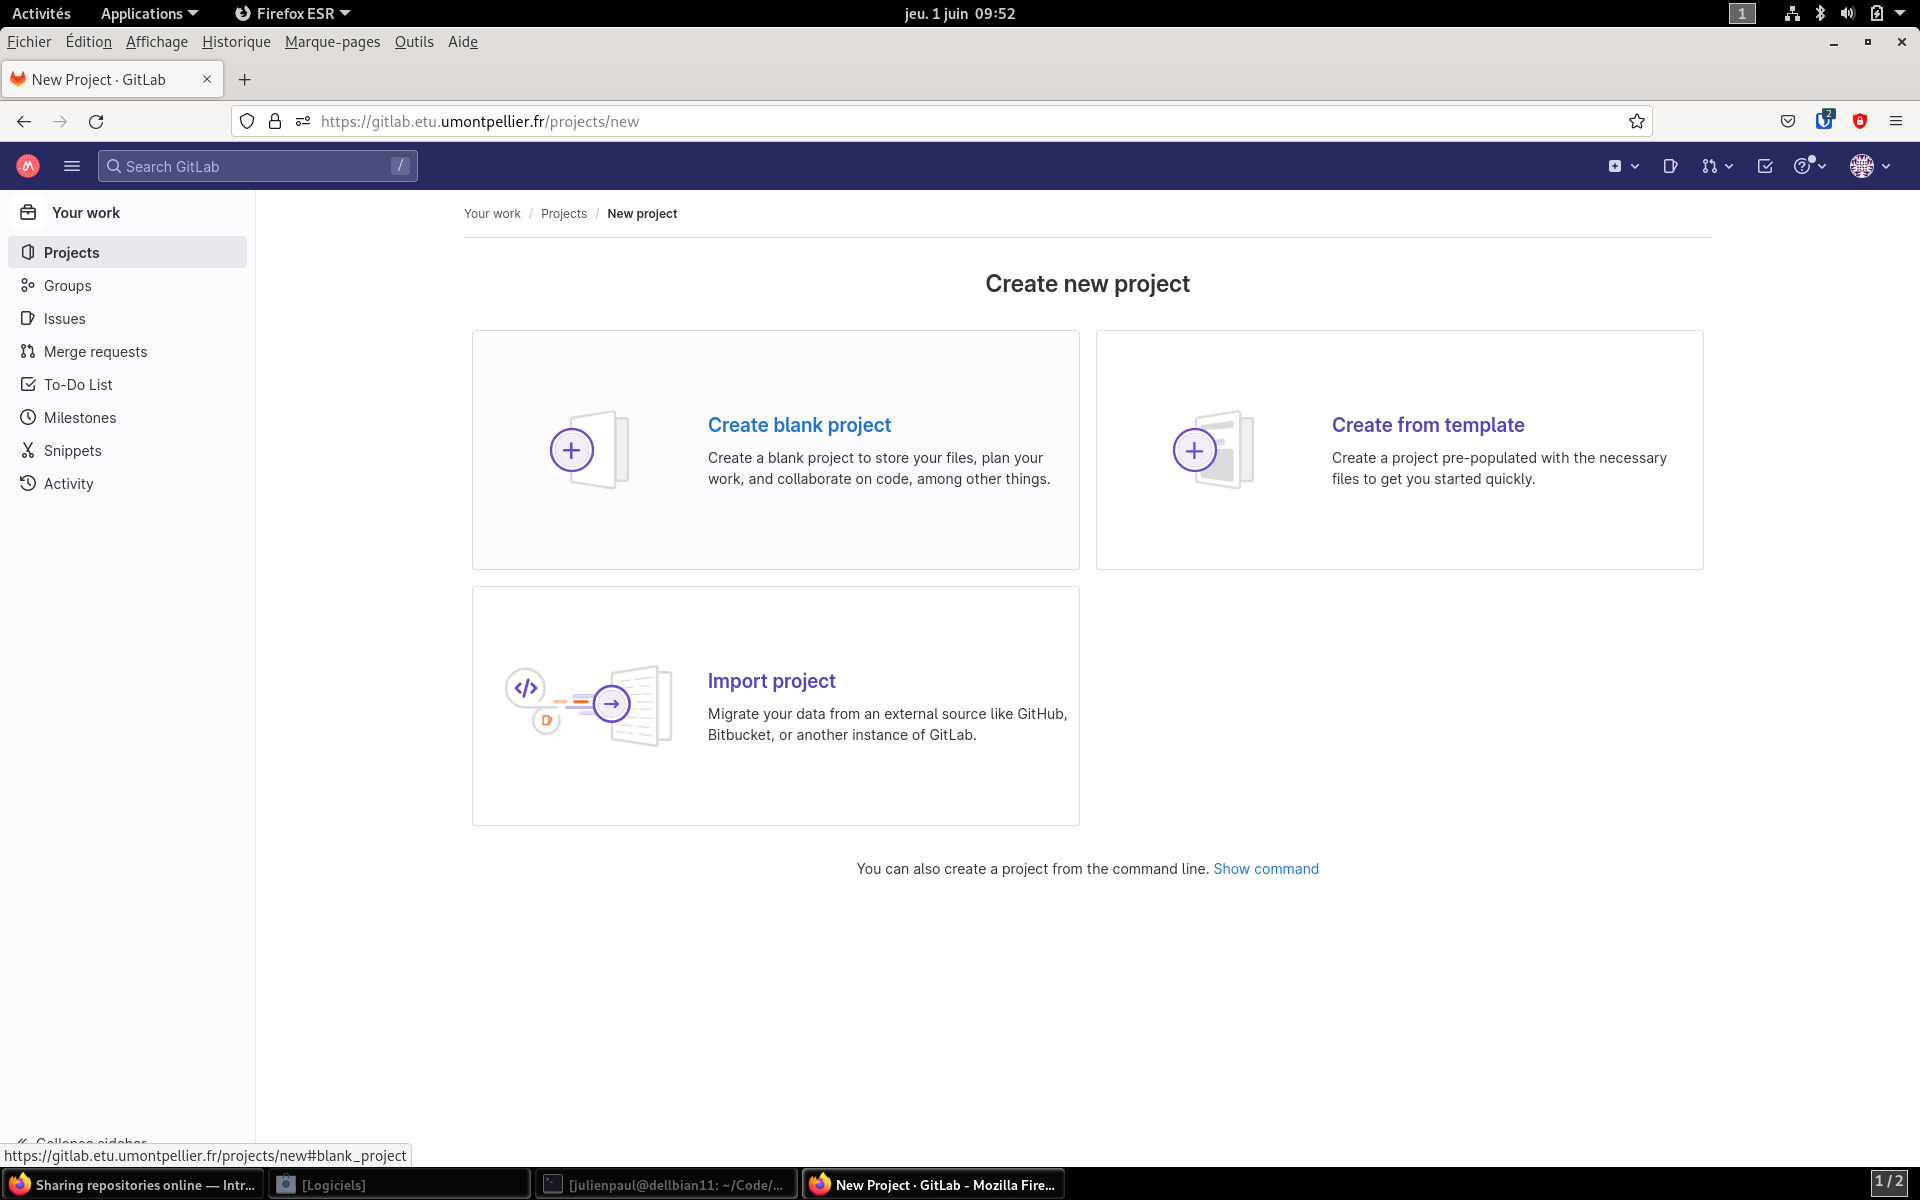 Activités Applications Firefox ESR jeu. 1 juin 09:52 1
Fichier Édition Affichage Historique Marque-pages Outils Aide
New Project · GitLab
https://gitlab.etu.umontpellier.fr/projects/new 2
Search GitLab /
Your work
Projects
Groups
Issues
Merge requests
To-Do List
Milestones
Snippets
Activity
Collapse sidebar
Your work / Projects / New project
Create new project
Create blank project
Create a blank project to store your files, plan your
work, and collaborate on code, among other things.
Create from template
Create a project pre-populated with the necessary
files to get you started quickly.
Import project
Migrate your data from an external source like GitHub,
Bitbucket, or another instance of GitLab.
You can also create a project from the command line. Show command
https://gitlab.etu.umontpellier.fr/projects/new#blank_project
Sharing repositories online — Intr... [Logiciels] [julienpaul@dellbian11: ~/Code/... New Project · GitLab - Mozilla Fire... 1 / 2